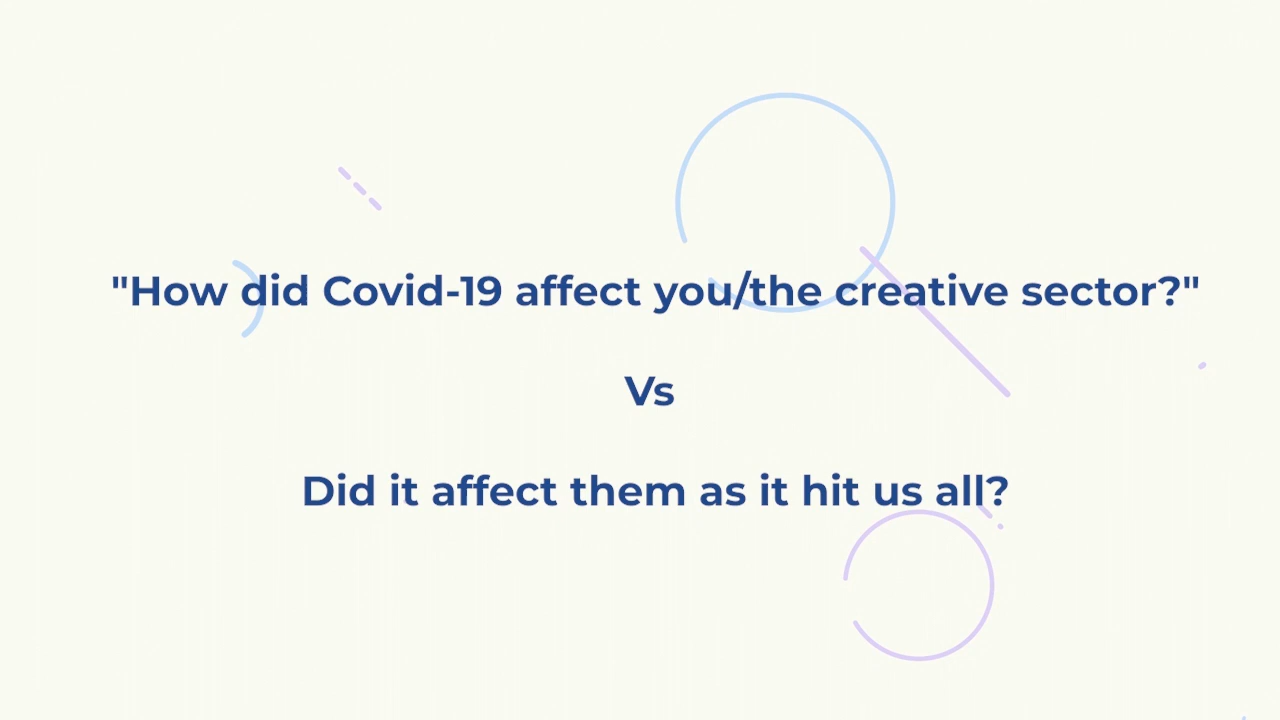 "How did Covid-19 affect you/the creative sector?"
Vs
Did it affect them as it hit us all?